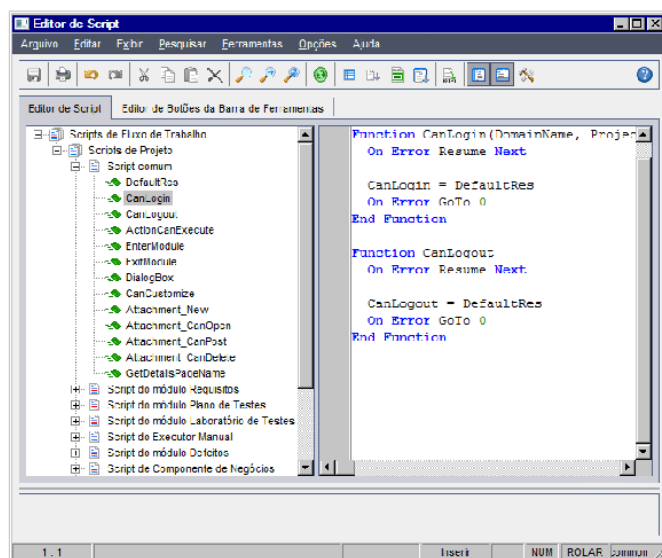 Editor de Script
Arquivo Editar Exibir Pesquisar Ferramentas Opções Ajuda
Editor de Script Editor de Botões da Barra de Ferramentas
Scripts de Fluxo de Trabalho
Scripts de Projeto
Script comum
DefaultRes
CanLogin
CanLogout
ActionCanExecute
EnterModule
ExitModule
DialogBox
CanCustomize
Attachment_New
Attachment_CanOpen
Attachment_CanPost
Attachment_CanDelete
GetDetailsPageName
Script do módulo Requisitos
Script do módulo Plano de Testes
Script do módulo Laboratório de Testes
Script do Executor Manual
Script do módulo Defeitos
Script de Componente de Negócios
Function CanLogin(DomainName, Projec
On Error Resume Next
CanLogin = DefaultRes
On Error GoTo 0
End Function
Function CanLogout
On Error Resume Next
CanLogout = DefaultRes
On Error GoTo 0
End Function
1 . 1 Inserir NUM ROLAR common